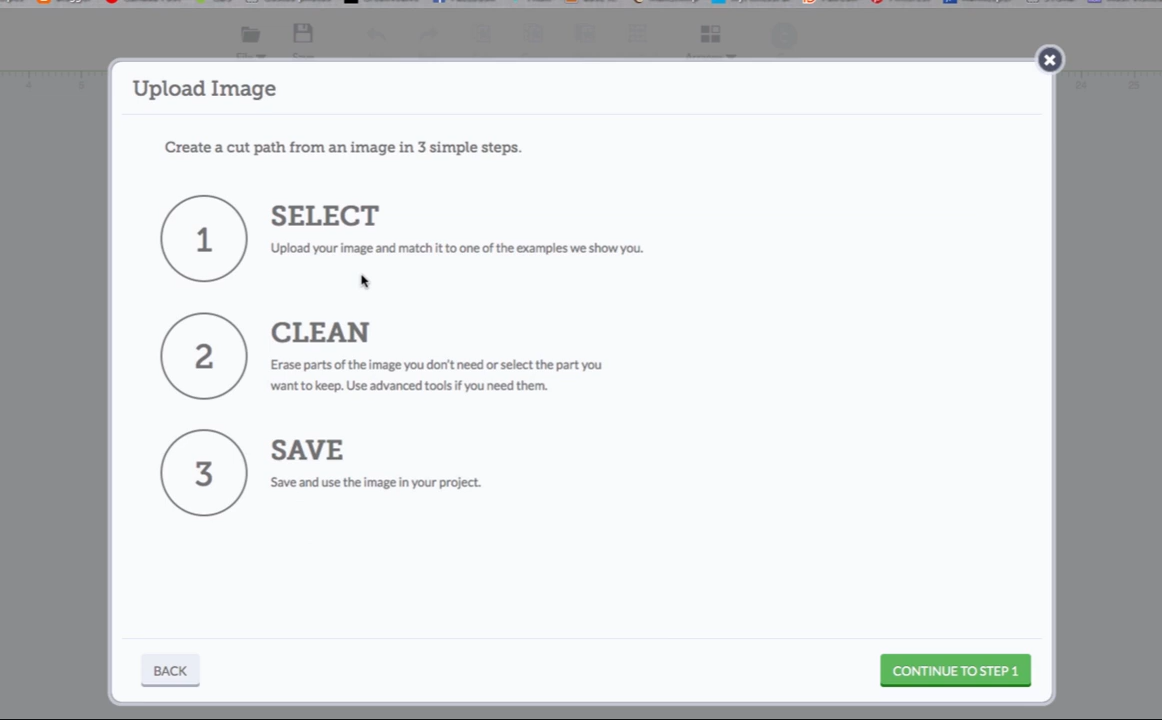 Upload Image
Create a cut path from an image in 3 simple steps.
1
SELECT
Upload your image and match it to one of the examples we show you.
2
CLEAN
Erase parts of the image you don't need or select the part you
want to keep. Use advanced tools if you need them.
3
SAVE
Save and use the image in your project.
BACK
CONTINUE TO STEP 1